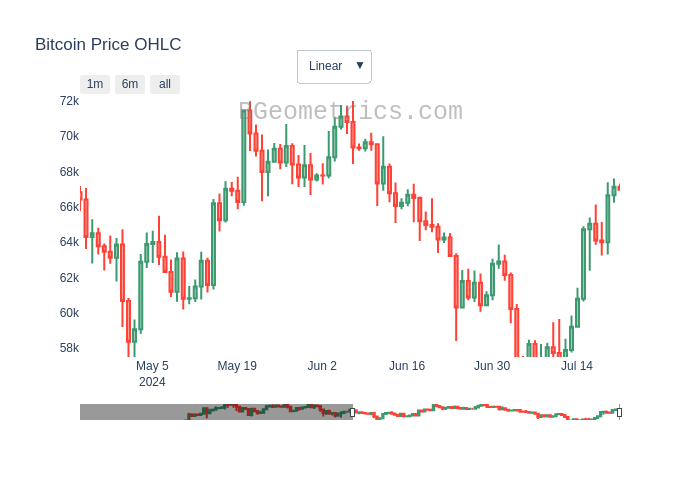 Bitcoin Price OHLC
Linear ▼
1m 6m all
BGeometrics.com
72k
70k
68k
66k
64k
62k
60k
58k
May 5 May 19 Jun 2 Jun 16 Jun 30 Jul 14
2024